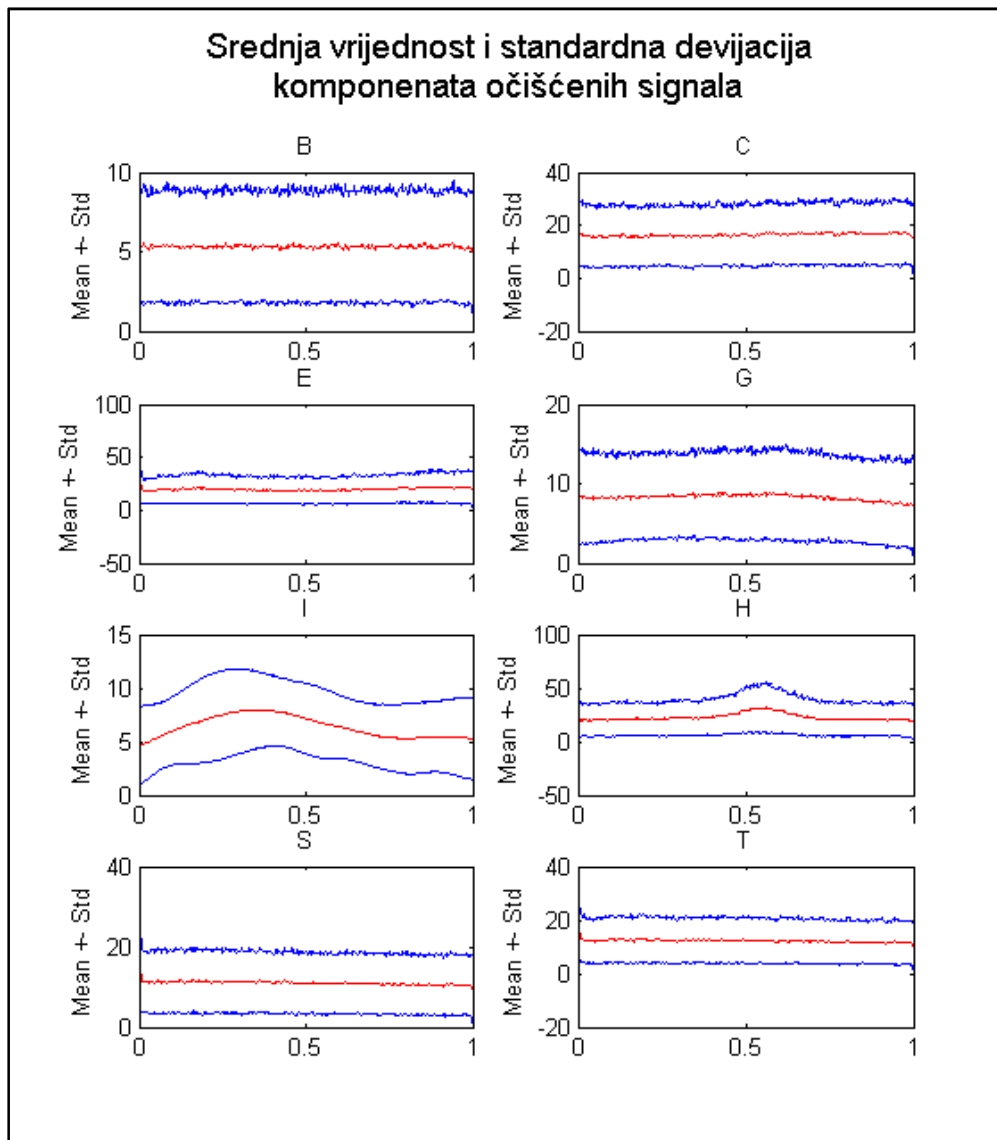 Srednja vrijednost i standardna devijacija
komponenata očišćenih signala
B
C
10
5
0
Mean +- Std
0
0.5
1
40
20
0
-20
Mean +- Std
0
0.5
1
E
G
100
50
0
-50
Mean +- Std
0
0.5
1
20
10
0
Mean +- Std
0
0.5
1
I
H
15
10
5
0
Mean +- Std
0
0.5
1
100
50
0
-50
Mean +- Std
0
0.5
1
S
T
40
20
0
Mean +- Std
0
0.5
1
40
20
0
-20
Mean +- Std
0
0.5
1